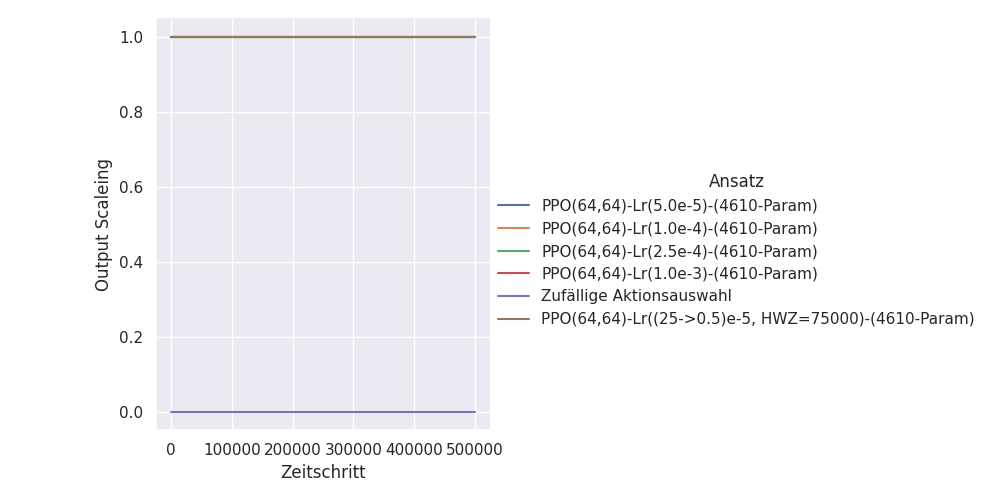 1.0
0.8
0.6
0.4
0.2
0.0
Output Scaleing
0 100000 200000 300000 400000 500000
Zeitschritt
Ansatz
PPO(64,64)-Lr(5.0e-5)-(4610-Param)
PPO(64,64)-Lr(1.0e-4)-(4610-Param)
PPO(64,64)-Lr(2.5e-4)-(4610-Param)
PPO(64,64)-Lr(1.0e-3)-(4610-Param)
Zufällige Aktionsauswahl
PPO(64,64)-Lr((25->0.5)e-5, HWZ=75000)-(4610-Param)